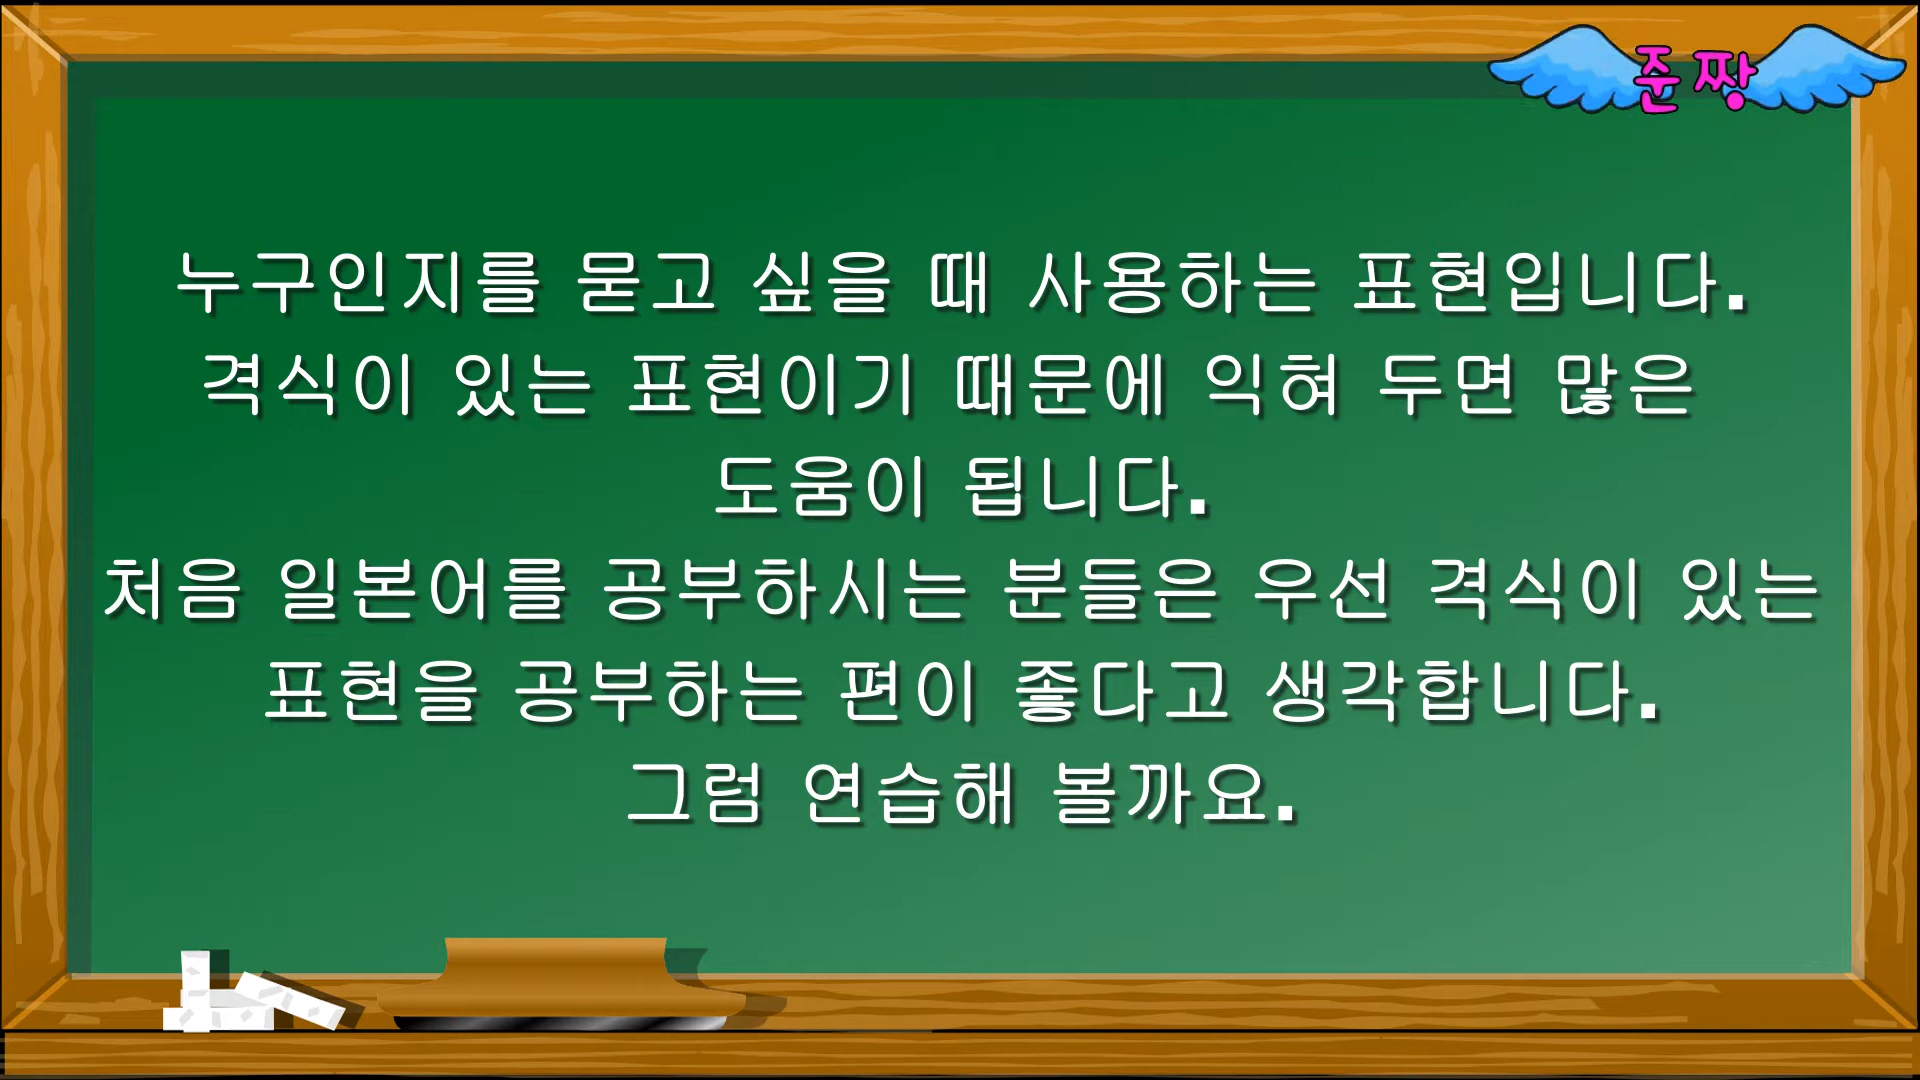 준짱
누구인지를 묻고 싶을 때 사용하는 표현입니다.
격식이 있는 표현이기 때문에 익혀 두면 많은
도움이 됩니다.
처음 일본어를 공부하시는 분들은 우선 격식이 있는
표현을 공부하는 편이 좋다고 생각합니다.
그럼 연습해 볼까요.